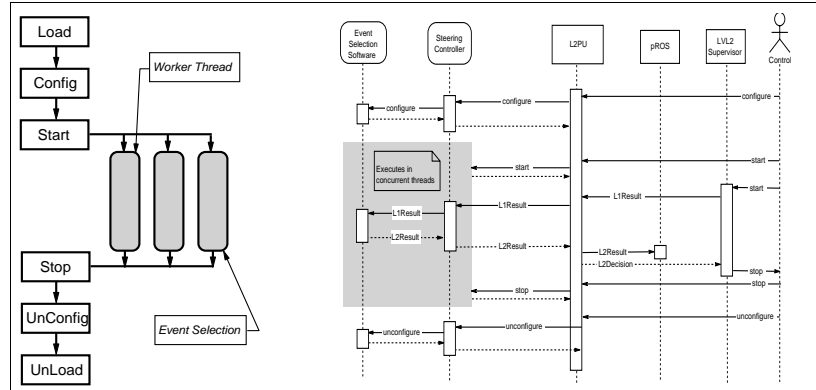 Load
Config
Start
Worker Thread
Stop
UnConfig
UnLoad
Event Selection
Event
Selection
Software
Steering
Controller
L2PU
pROS
LVL2
Supervisor
Control
configure
configure
configure
Executes in
concurrent threads
start
start
start
L1Result
L1Result
L1Result
L2Result
L2Result
L2Result
L2Decision
stop
stop
stop
unconfigure
unconfigure
unconfigure